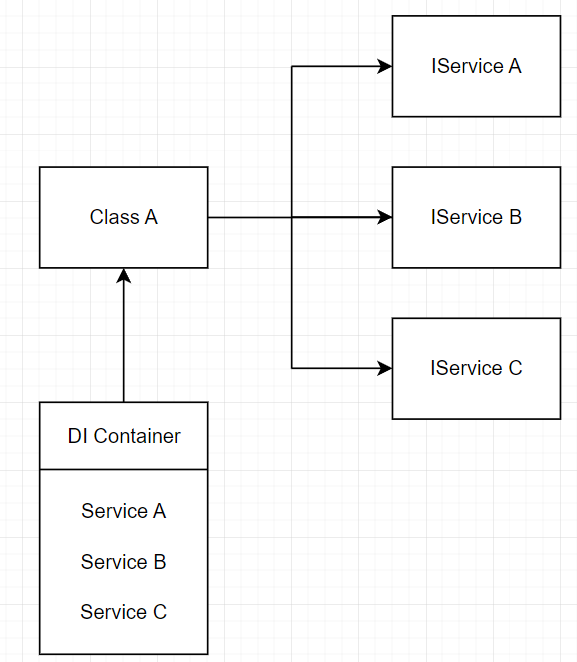 IService A
Class A
IService B
IService C
DI Container
Service A
Service B
Service C